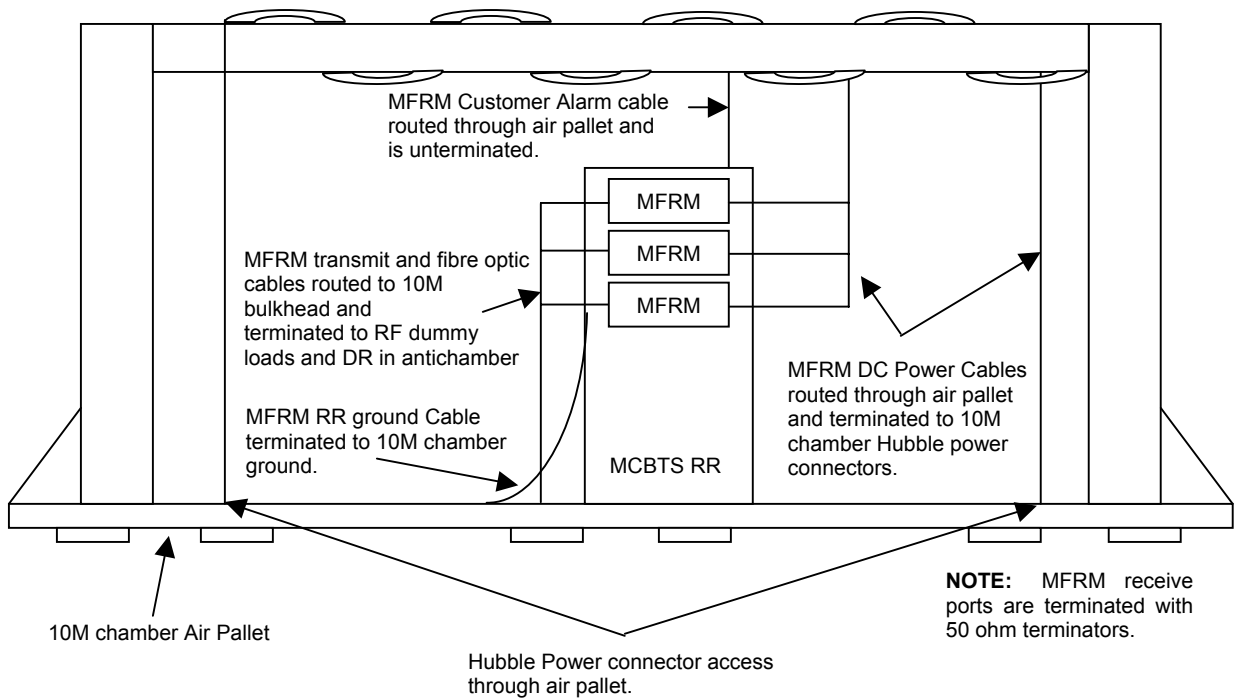 MFRM Customer Alarm cable
routed through air pallet and
is unterminated.
MFRM
MFRM
MFRM
MFRM transmit and fibre optic
cables routed to 10M
bulkhead and
terminated to RF dummy
loads and DR in antichamber
MFRM DC Power Cables
routed through air pallet
and terminated to 10M
chamber Hubble power
connectors.
MFRM RR ground Cable
terminated to 10M chamber
ground.
MCBTS RR
NOTE: MFRM receive
ports are terminated with
50 ohm terminators.
10M chamber Air Pallet
Hubble Power connector access
through air pallet.